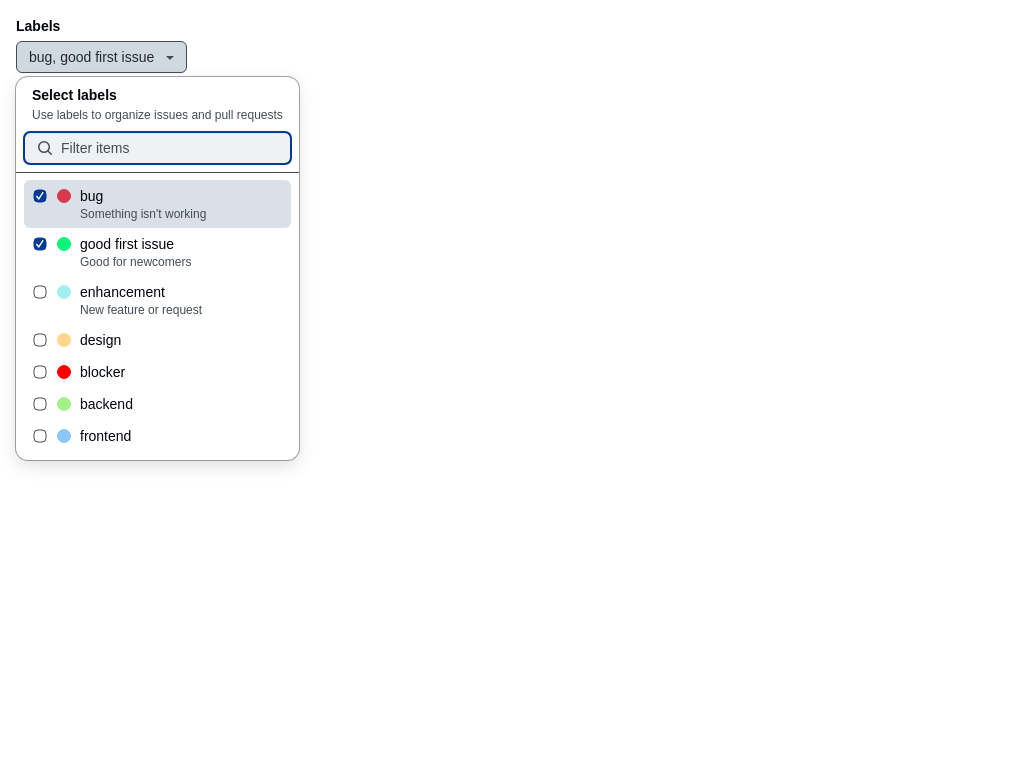 Labels
bug, good first issue
Select labels
Use labels to organize issues and pull requests
Filter items
bug
Something isn't working
good first issue
Good for newcomers
enhancement
New feature or request
design
blocker
backend
frontend